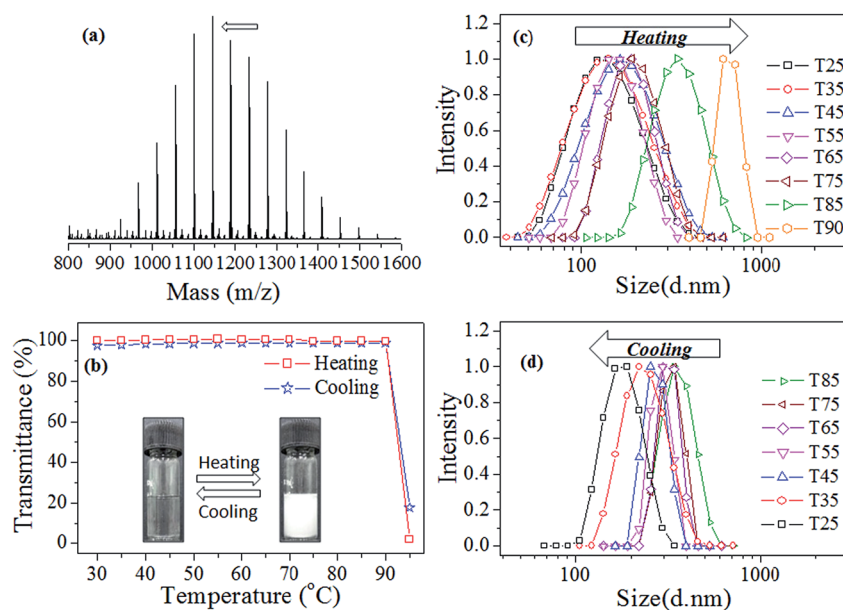 (a)
800 900 1000 1100 1200 1300 1400 1500 1600
Mass (m/z)
(b)
100
80
60
40
20
0
Transmittance (%)
Heating
Cooling
Heating
Cooling
30 40 50 60 70 80 90
Temperature (°C)
(c)
Heating
1.2
1.0
0.8
0.6
0.4
0.2
0.0
Intensity
T25
T35
T45
T55
T65
T75
T85
T90
100 1000
Size(d.nm)
(d)
Cooling
1.2
1.0
0.8
0.6
0.4
0.2
0.0
Intensity
T85
T75
T65
T55
T45
T35
T25
100 1000
Size(d.nm)